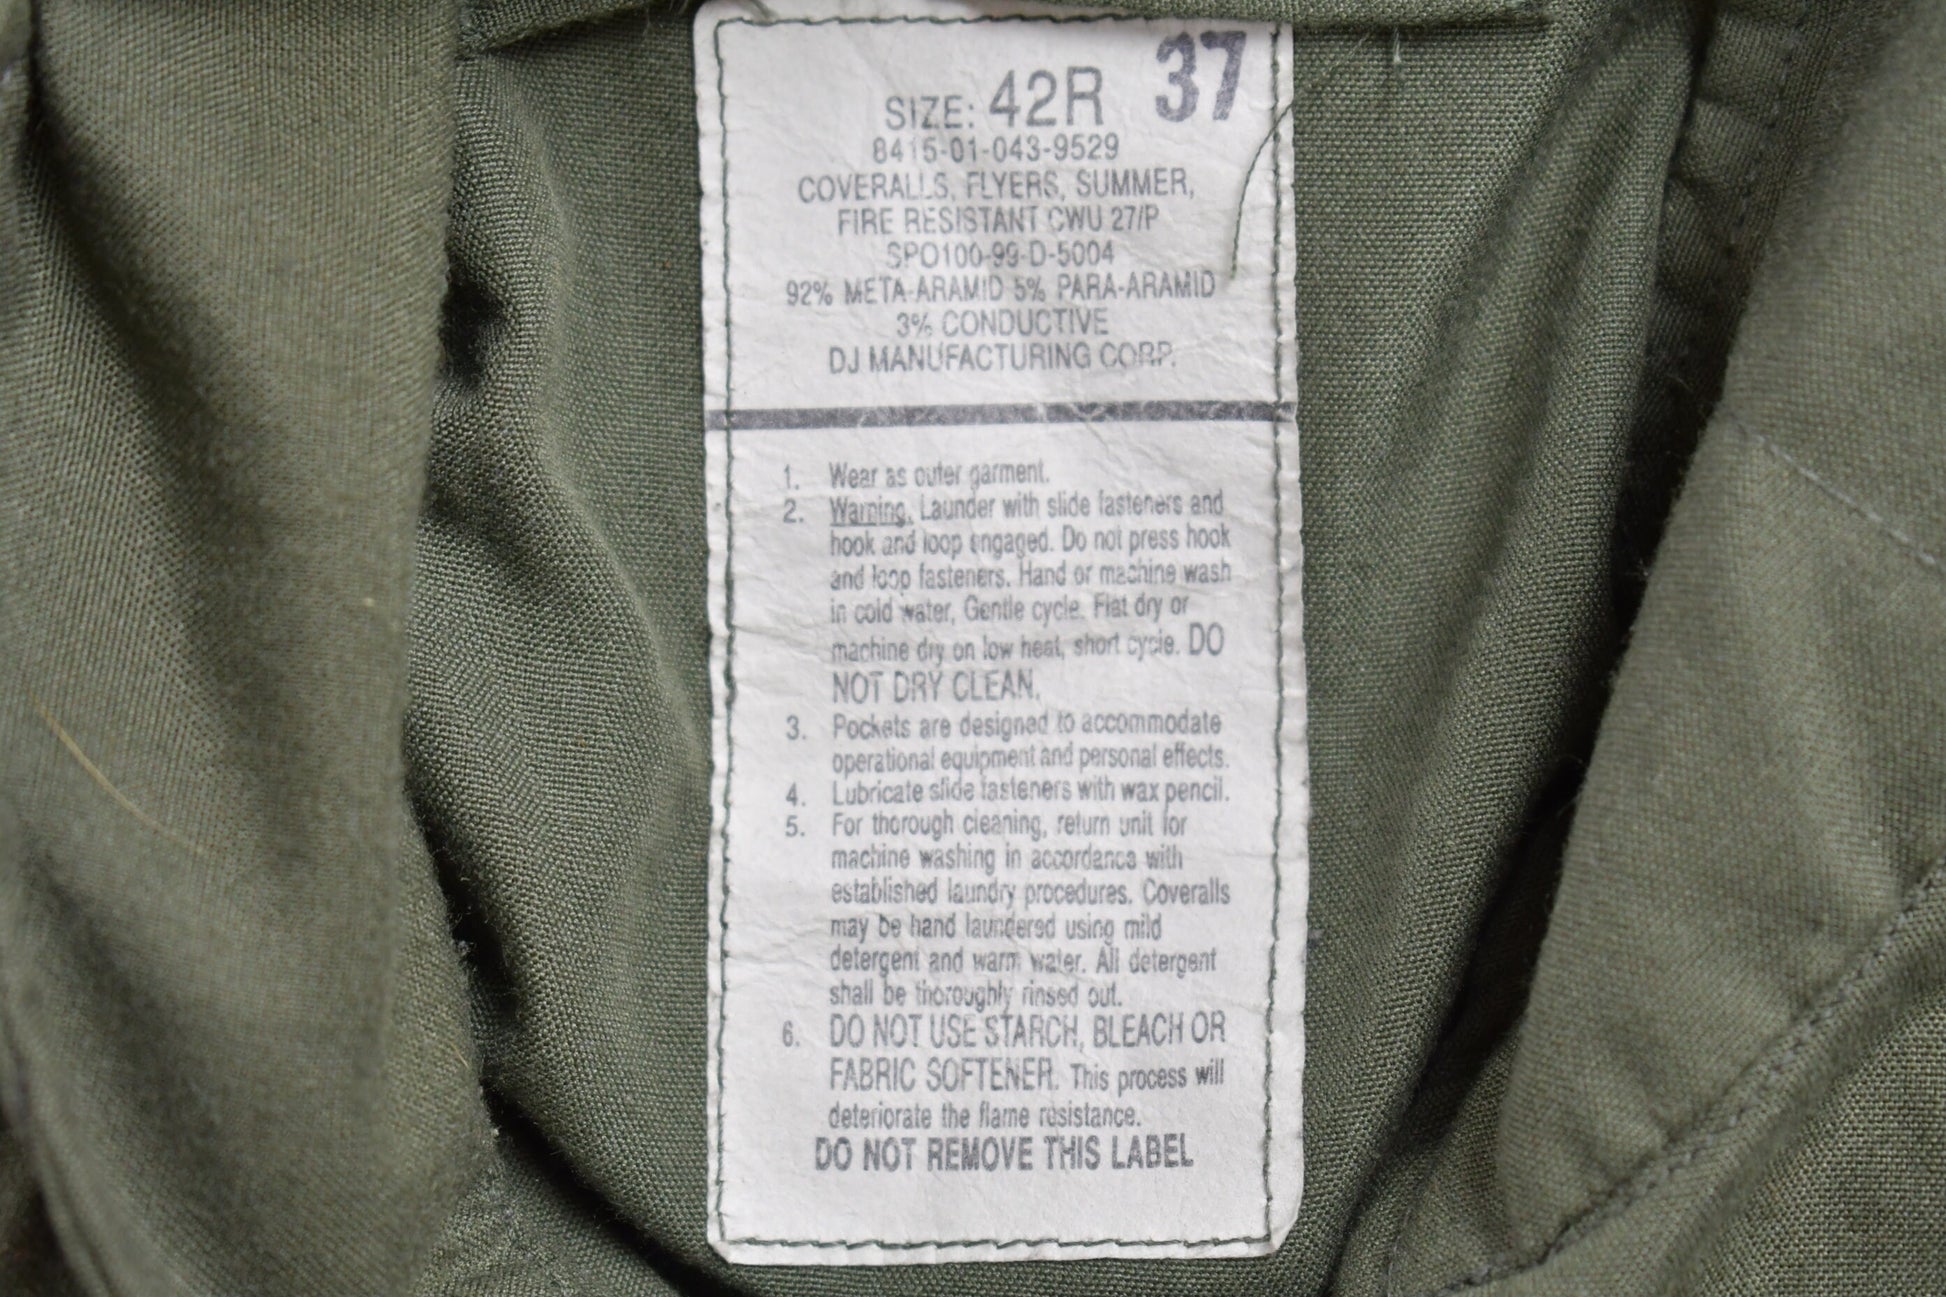 37
SIZE: 42R
8415-01-043-9529
COVERALLS, FLYERS, SUMMER,
FIRE RESISTANT CWU 27/P
SPO100-99-D-5004
92% META-ARAMID 5% PARA-ARAMID
3% CONDUCTIVE
DJ MANUFACTURING CORP.
1. Wear as outer garment.
2. Warning. Launder with slide fasteners and
hook and loop engaged. Do not press hook
and loop fasteners. Hand or machine wash
in cold water, Gentle cycle. Flat dry or
machine dry on low heat, short cycle. DO
NOT DRY CLEAN.
3. Pockets are designed to accommodate
operational equipment and personal effects.
4. Lubricate slide fasteners with wax pencil.
5. For thorough cleaning, return unit for
machine washing in accordance with
established laundry procedures. Coveralls
may be hand laundered using mild
detergent and warm water. All detergent
shall be thoroughly rinsed out.
6. DO NOT USE STARCH, BLEACH OR
FABRIC SOFTENER. This process will
deteriorate the flame resistance.
DO NOT REMOVE THIS LABEL